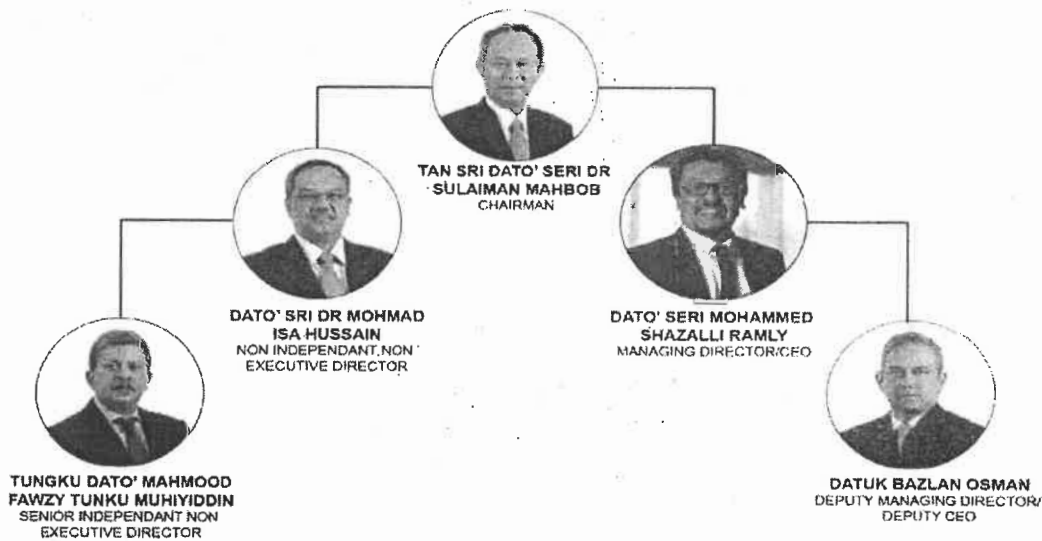 TAN SRI DATO' SERI DR
SULAIMAN MAHBOB
CHAIRMAN
DATO' SRI DR MOHMAD
ISA HUSSAIN
NON INDEPENDANT NON
EXECUTIVE DIRECTOR
DATO' SERI MOHAMMED
SHAZALLI RAMLY
MANAGING DIRECTOR/CEO
TUNGKU DATO' MAHMOOD
FAWZY TUNKU MUHIYIDDIN
SENIOR INDEPENDANT NON
EXECUTIVE DIRECTOR
DATUK BAZLAN OSMAN
DEPUTY MANAGING DIRECTOR/
DEPUTY CEO